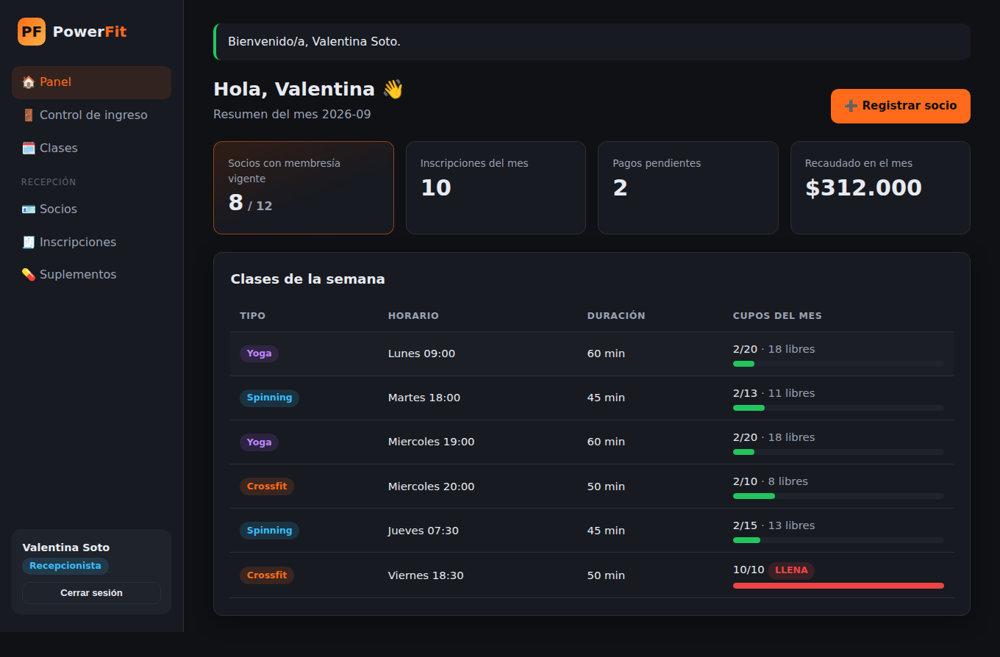 PF PowerFit
🏠 Panel
🚪 Control de ingreso
🗓️ Clases
RECEPCIÓN
🪪 Socios
🧾 Inscripciones
💊 Suplementos
Valentina Soto
Recepcionista
Cerrar sesión
Bienvenido/a, Valentina Soto.
Hola, Valentina 👋
Resumen del mes 2026-09
➕ Registrar socio
Socios con membresía
vigente
8 / 12
Inscripciones del mes
10
Pagos pendientes
2
Recaudado en el mes
$312.000
Clases de la semana
TIPO HORARIO DURACIÓN CUPOS DEL MES
Yoga Lunes 09:00 60 min 2/20 · 18 libres
Spinning Martes 18:00 45 min 2/13 · 11 libres
Yoga Miercoles 19:00 60 min 2/20 · 18 libres
Crossfit Miercoles 20:00 50 min 2/10 · 8 libres
Spinning Jueves 07:30 45 min 2/15 · 13 libres
Crossfit Viernes 18:30 50 min 10/10 LLENA